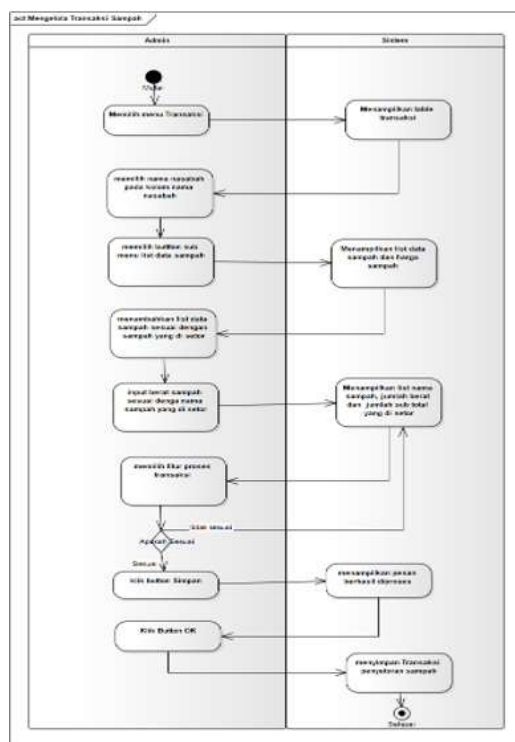 act Mengelola Transaksi Sampah
Admin
Sistem
Mulai
Memilih menu Transaksi
Menampilkan table
transaksi
memilih nama nasabah
pada kolom nama
nasabah
memilih button sub
menu list data sampah
Menampilkan list data
sampah dan harga
sampah
menambahkan list data
sampah sesuai dengan
sampah yang di setor
input berat sampah
sesuai denga nama
sampah yang di setor
Menampilkan list nama
sampah, jumlah berat
dan jumlah sub total
yang di setor
memilih fitur proses
transaksi
tidak sesuai
Apakah Sesuai
Sesuai
klik button Simpan
menampilkan pesan
berhasil diproses
Klik Button OK
menyimpan Transaksi
penyetoran sampah
Selesai